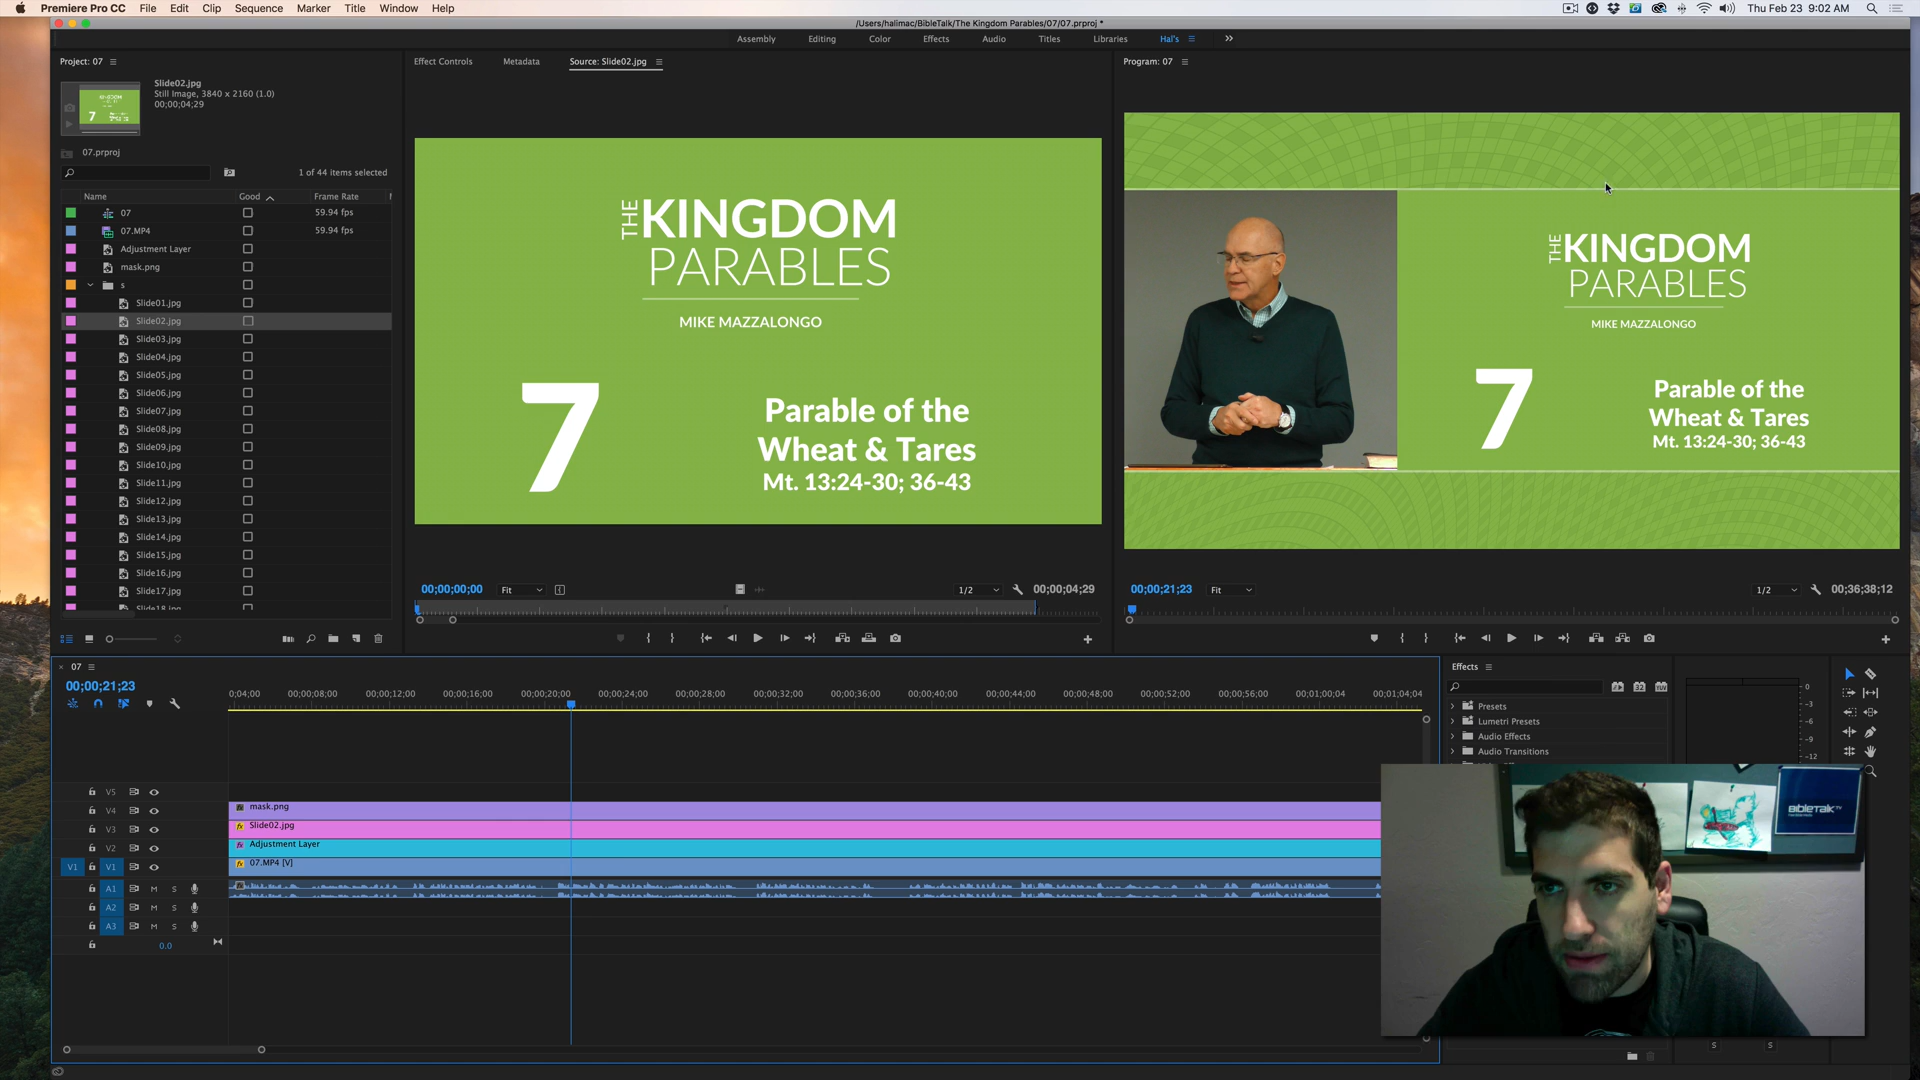 Premiere Pro CC File Edit Clip Sequence Marker Title Window Help
Thu Feb 23 9:02 AM
/Users/halimac/BibleTalk/The Kingdom Parables/07/07.prproj *
Assembly Editing Color Effects Audio Titles Libraries Hal's
Project: 07
Slide02.jpg
Still Image, 3840 x 2160 (1.0)
00;00;04;29
07.prproj
1 of 44 items selected
Name Good Frame Rate
07 59.94 fps
07.MP4 59.94 fps
Adjustment Layer
mask.png
s
Slide01.jpg
Slide02.jpg
Slide03.jpg
Slide04.jpg
Slide05.jpg
Slide06.jpg
Slide07.jpg
Slide08.jpg
Slide09.jpg
Slide10.jpg
Slide11.jpg
Slide12.jpg
Slide13.jpg
Slide14.jpg
Slide15.jpg
Slide16.jpg
Slide17.jpg
Slide18.jpg
Effect Controls Metadata Source: Slide02.jpg
THE KINGDOM
PARABLES
MIKE MAZZALONGO
7
Parable of the
Wheat & Tares
Mt. 13:24-30; 36-43
00;00;00;00 Fit 1/2 00;00;04;29
Program: 07
THE KINGDOM
PARABLES
MIKE MAZZALONGO
7
Parable of the
Wheat & Tares
Mt. 13:24-30; 36-43
00;00;21;23 Fit 1/2 00;36;38;12
07
00;00;21;23
0;04;00 00;00;08;00 00;00;12;00 00;00;16;00 00;00;20;00 00;00;24;00 00;00;28;00 00;00;32;00 00;00;36;00 00;00;40;00 00;00;44;00 00;00;48;00 00;00;52;00 00;00;56;00 00;01;00;04 00;01;04;04
V5
V4 mask.png
V3 Slide02.jpg
V2 Adjustment Layer
V1 V1 07.MP4 [V]
A1 M S
A2 M S
A3 M S
0.0
Effects
Presets
Lumetri Presets
Audio Effects
Audio Transitions
0
-3
-6
-9
-12
BibleTalk
S S